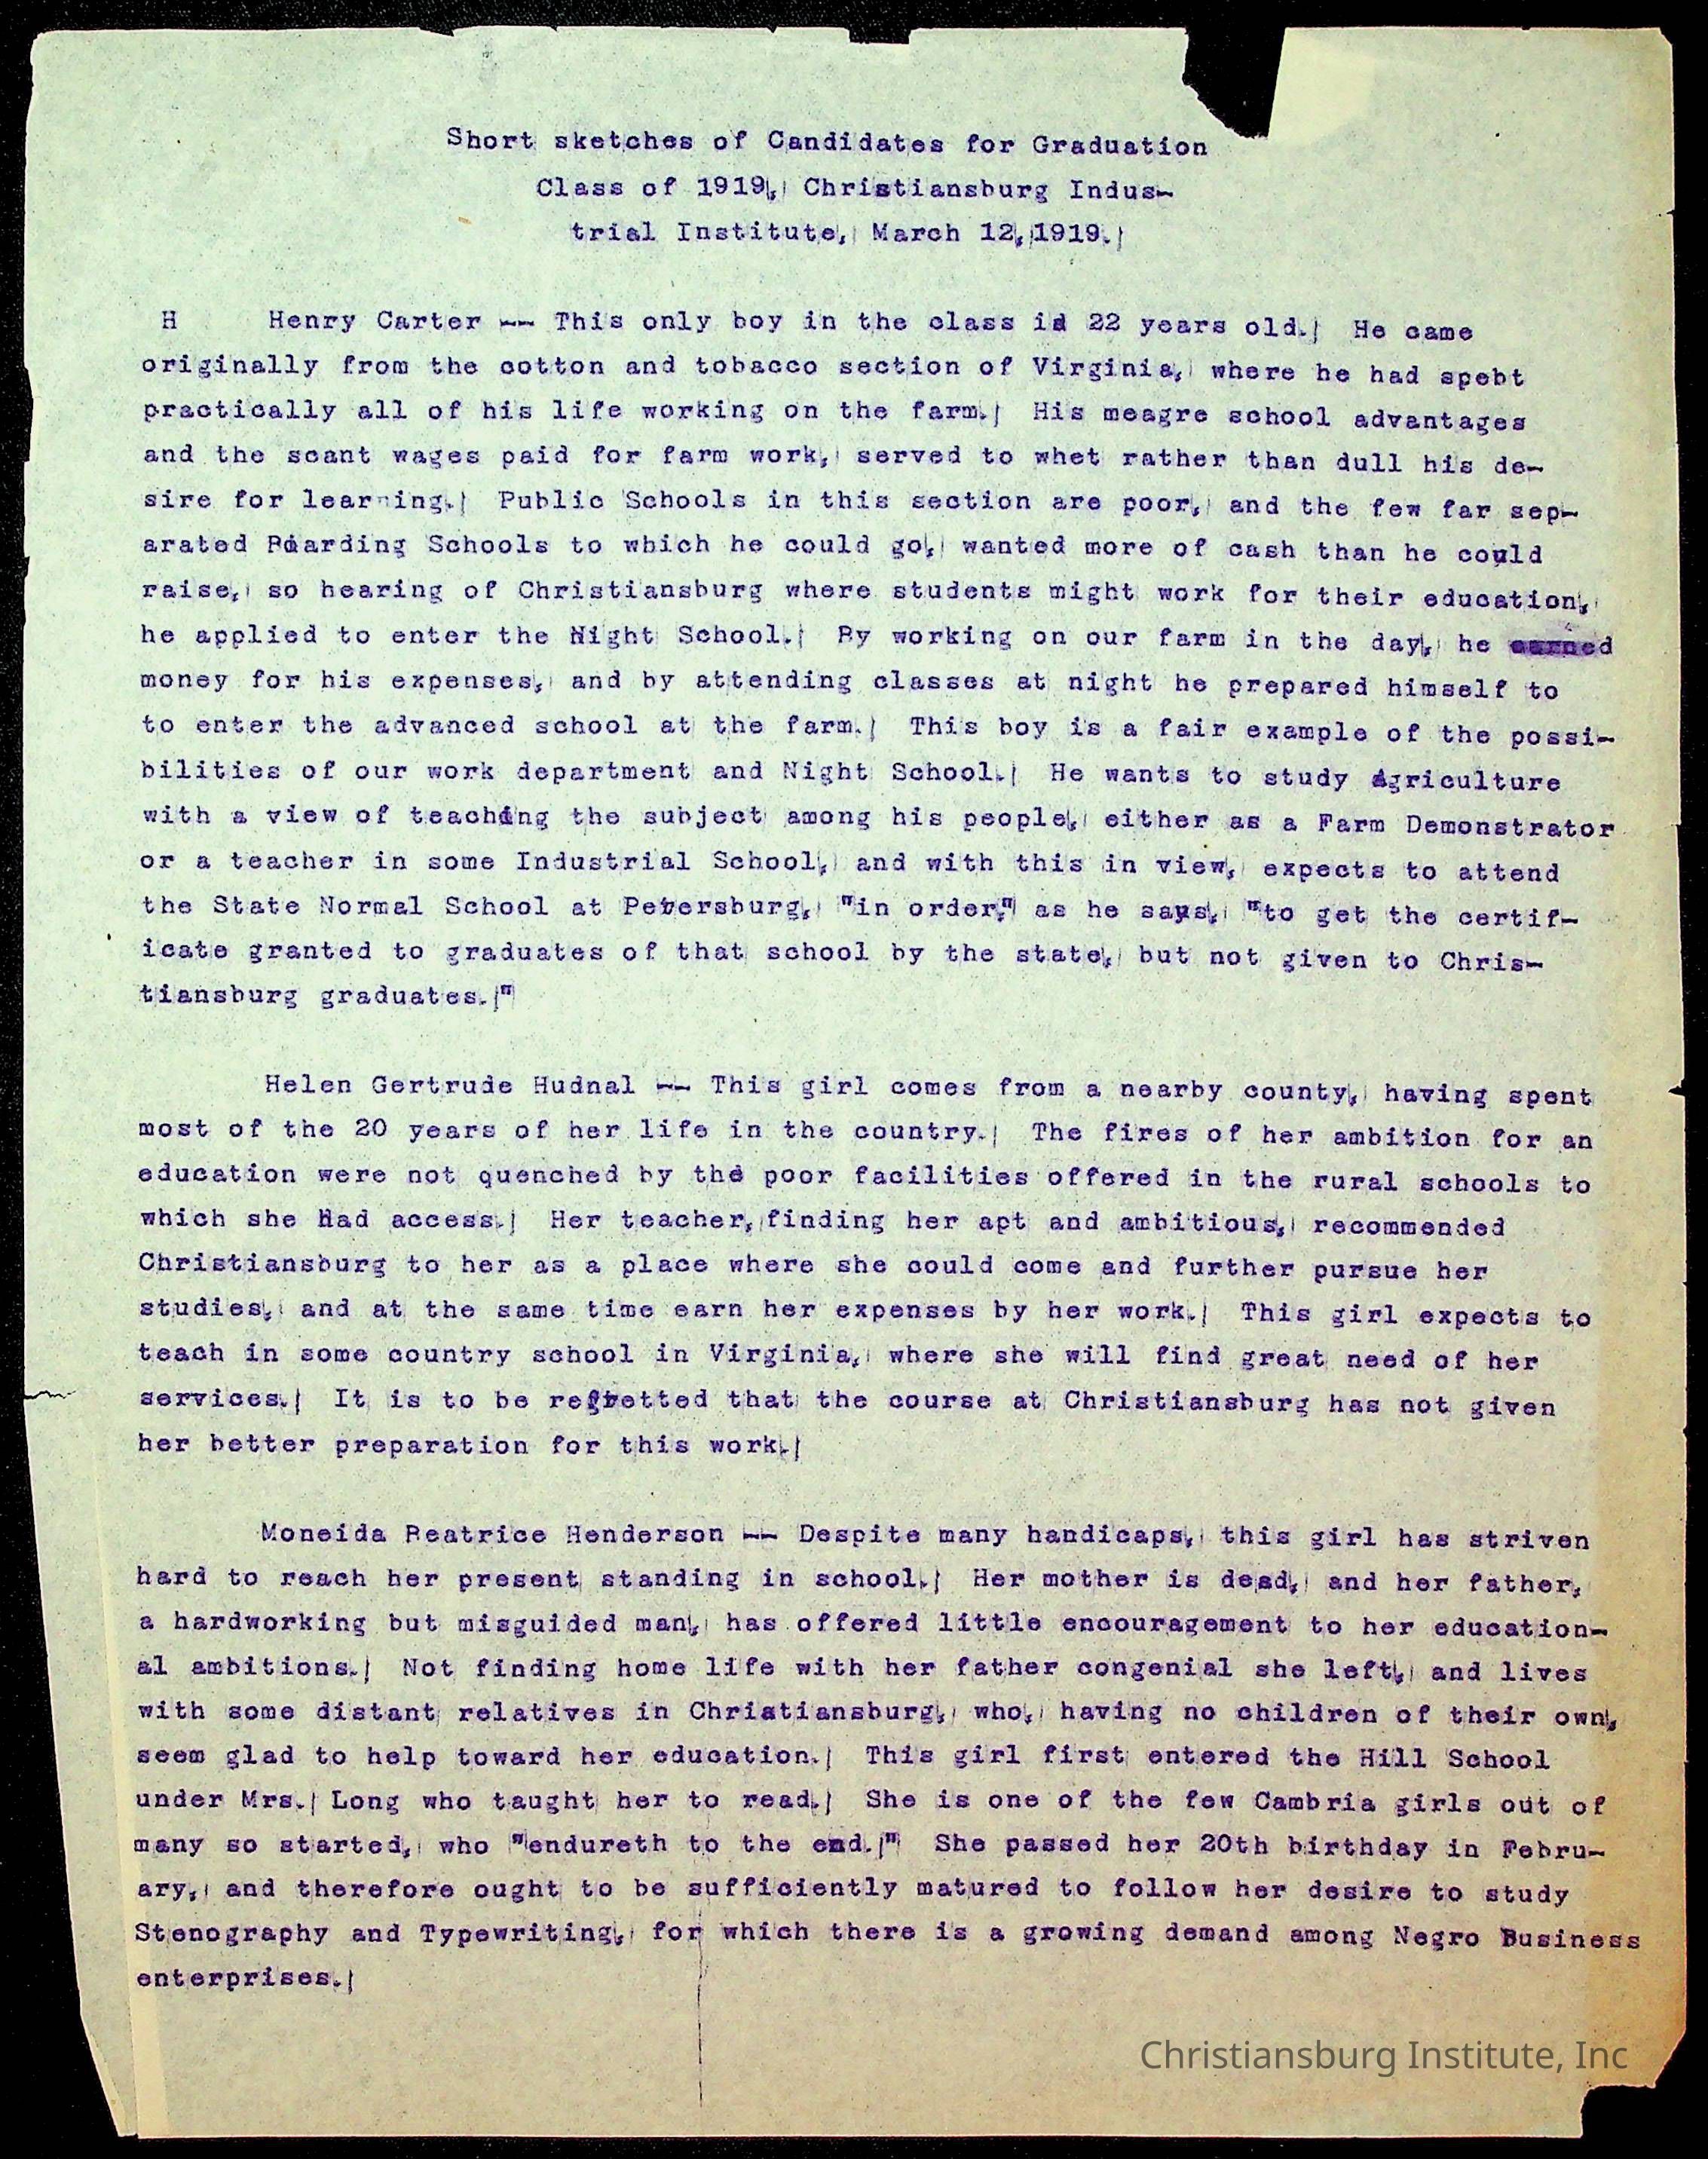 Short sketches of Candidates for Graduation
Class of 1919, Christiansburg Indus-
trial Institute, March 12, 1919.
H Henry Carter -- This only boy in the class is 22 years old. He came
originally from the cotton and tobacco section of Virginia, where he had spebt
practically all of his life working on the farm. His meagre school advantages
and the scant wages paid for farm work, served to whet rather than dull his de-
sire for learning. Public Schools in this section are poor, and the few far sep-
arated Boarding Schools to which he could go, wanted more of cash than he could
raise, so hearing of Christiansburg where students might work for their education,
he applied to enter the Night School. By working on our farm in the day, he earned
money for his expenses, and by attending classes at night he prepared himself to
to enter the advanced school at the farm. This boy is a fair example of the possi-
bilities of our work department and Night School. He wants to study Agriculture
with a view of teaching the subject among his people, either as a Farm Demonstrator
or a teacher in some Industrial School, and with this in view, expects to attend
the State Normal School at Petersburg, "in order," as he says, "to get the certif-
icate granted to graduates of that school by the state, but not given to Chris-
tiansburg graduates."
Helen Gertrude Hudnal -- This girl comes from a nearby county, having spent
most of the 20 years of her life in the country. The fires of her ambition for an
education were not quenched by the poor facilities offered in the rural schools to
which she had access. Her teacher, finding her apt and ambitious, recommended
Christiansburg to her as a place where she could come and further pursue her
studies, and at the same time earn her expenses by her work. This girl expects to
teach in some country school in Virginia, where she will find great need of her
services. It is to be regretted that the course at Christiansburg has not given
her better preparation for this work.
Moneida Beatrice Henderson -- Despite many handicaps, this girl has striven
hard to reach her present standing in school. Her mother is dead, and her father,
a hardworking but misguided man, has offered little encouragement to her education-
al ambitions. Not finding home life with her father congenial she left, and lives
with some distant relatives in Christiansburg, who, having no children of their own,
seem glad to help toward her education. This girl first entered the Hill School
under Mrs. Long who taught her to read. She is one of the few Cambria girls out of
many so started, who "endureth to the end." She passed her 20th birthday in Febru-
ary, and therefore ought to be sufficiently matured to follow her desire to study
Stenography and Typewriting, for which there is a growing demand among Negro Business
enterprises.
Christiansburg Institute, Inc